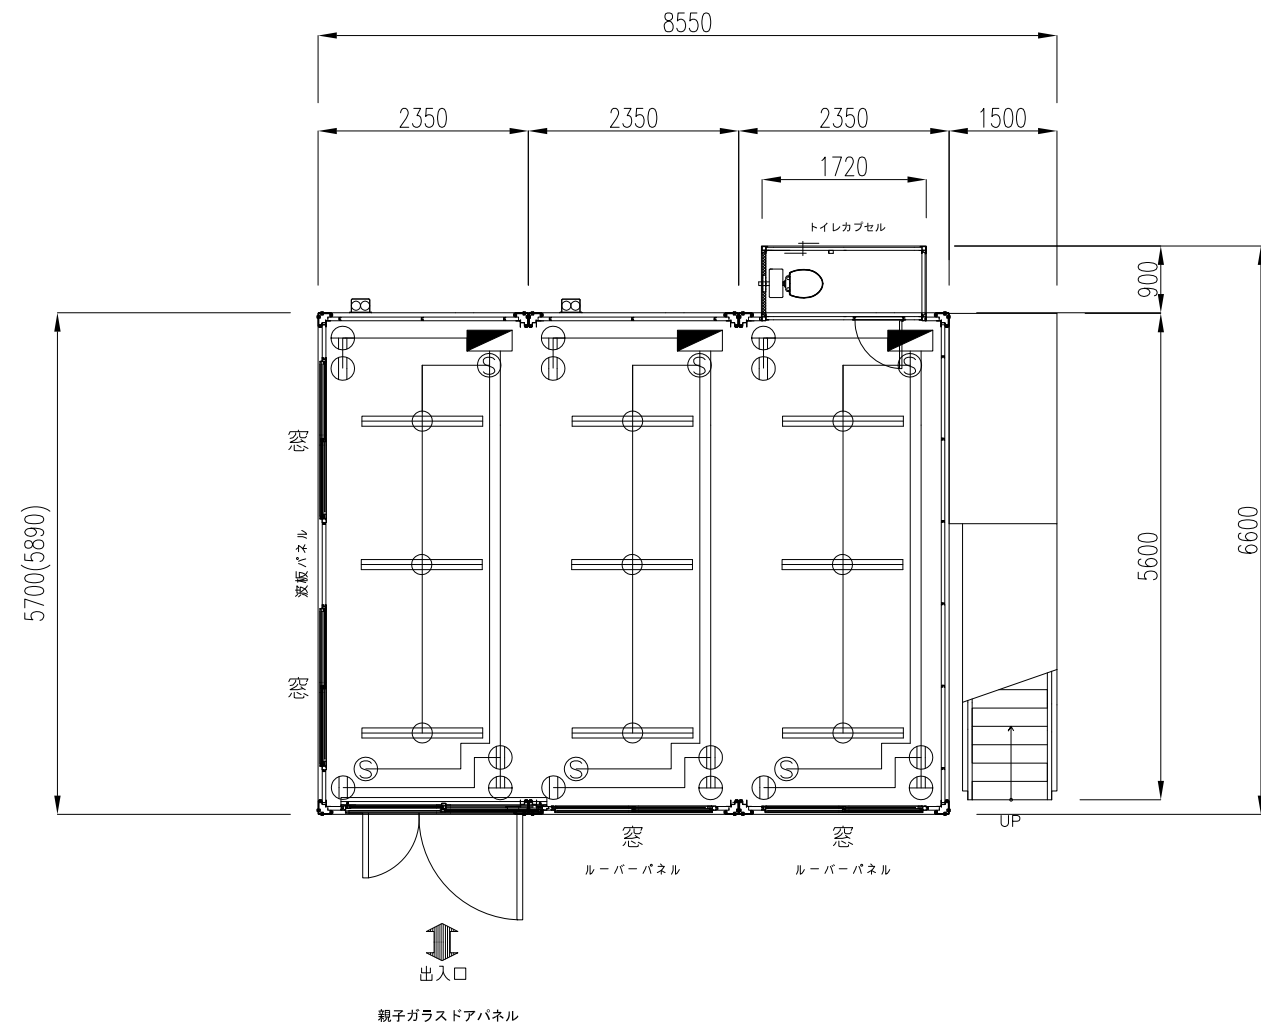 8550
2350
2350
2350
1500
1720
トイレカプセル
900
S
S
S
窓
5700(5890)
波板パネル
5600
6600
窓
S
S
S
UP
窓
窓
ルーバーパネル
ルーバーパネル
出入口
親子ガラスドアパネル